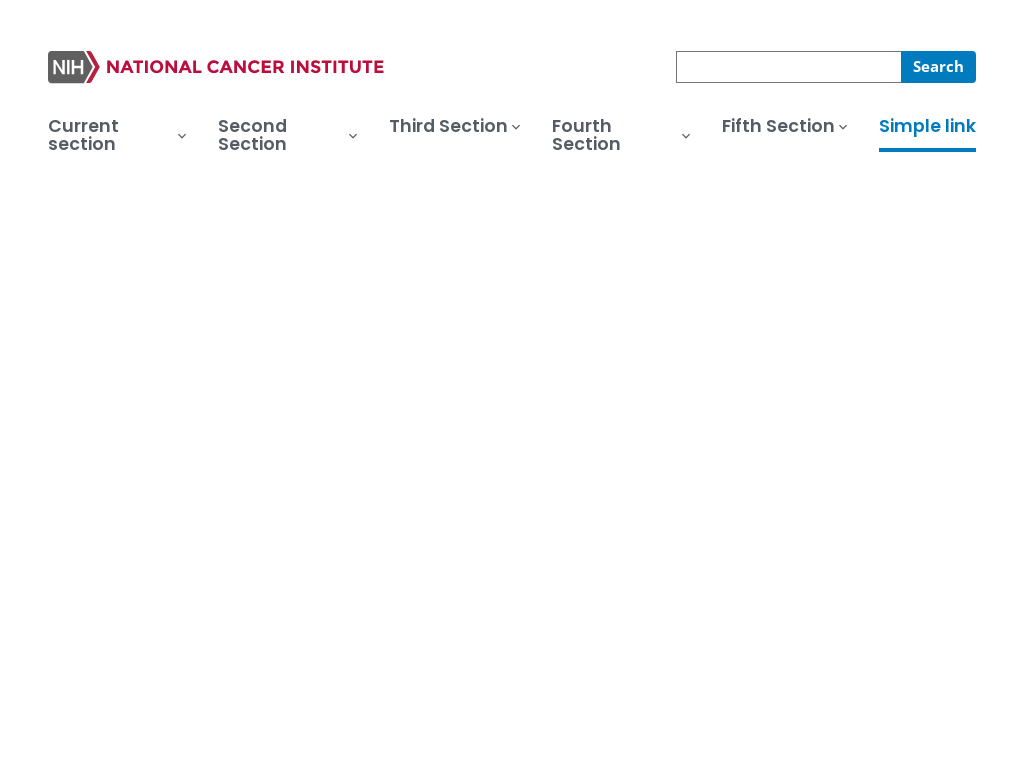 NIH NATIONAL CANCER INSTITUTE
Search
Current section
Second Section
Third Section
Fourth Section
Fifth Section
Simple link